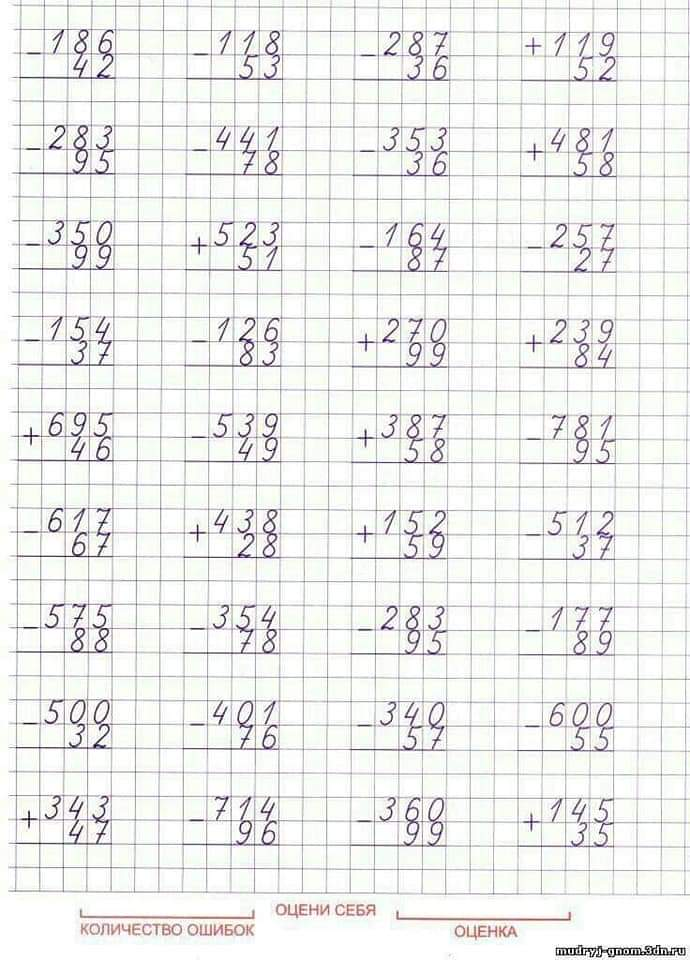 -186 -118 -287 +119
42 53 36 52
-283 -441 -353 +481
95 78 36 58
-350 +523 -164 -257
99 51 87 27
-154 -126 +270 +239
37 83 99 84
+695 -539 +387 -781
46 49 58 95
-617 +438 +152 -512
67 28 59 37
-575 -354 -283 -177
88 78 95 89
-500 -401 -340 -600
32 76 57 55
+343 -714 -360 +145
47 96 99 35
ОЦЕНИ СЕБЯ
КОЛИЧЕСТВО ОШИБОК ОЦЕНКА
mudryj-gnom.3dn.ru